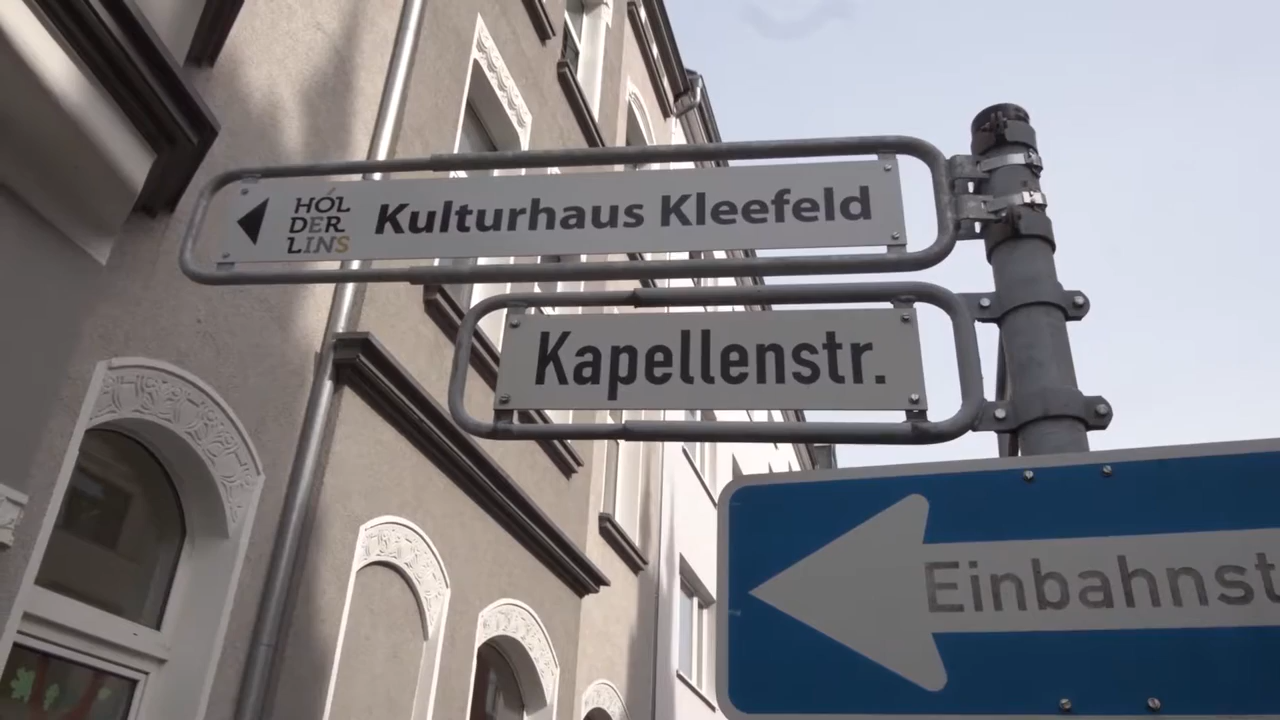 HÖL
DER
LINS
Kulturhaus Kleefeld
Kapellenstr.
Einbahnst